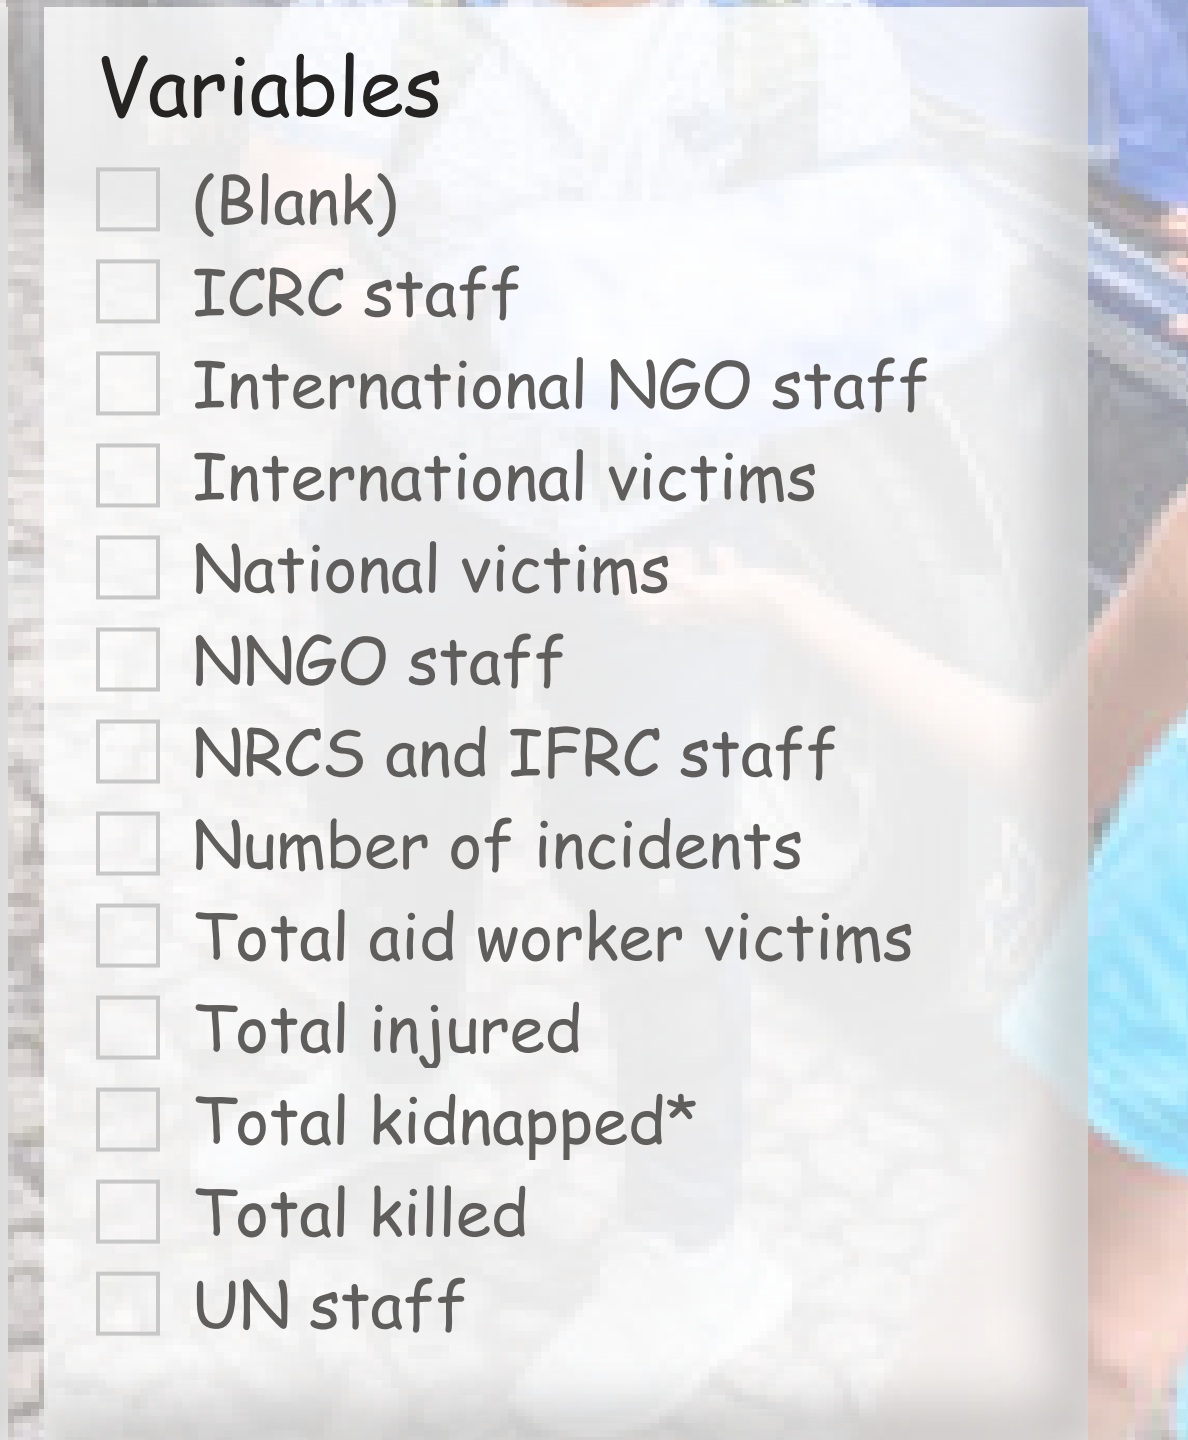 Variables
(Blank)
ICRC staff
International NGO staff
International victims
National victims
NNGO staff
NRCS and IFRC staff
Number of incidents
Total aid worker victims
Total injured
Total kidnapped*
Total killed
UN staff